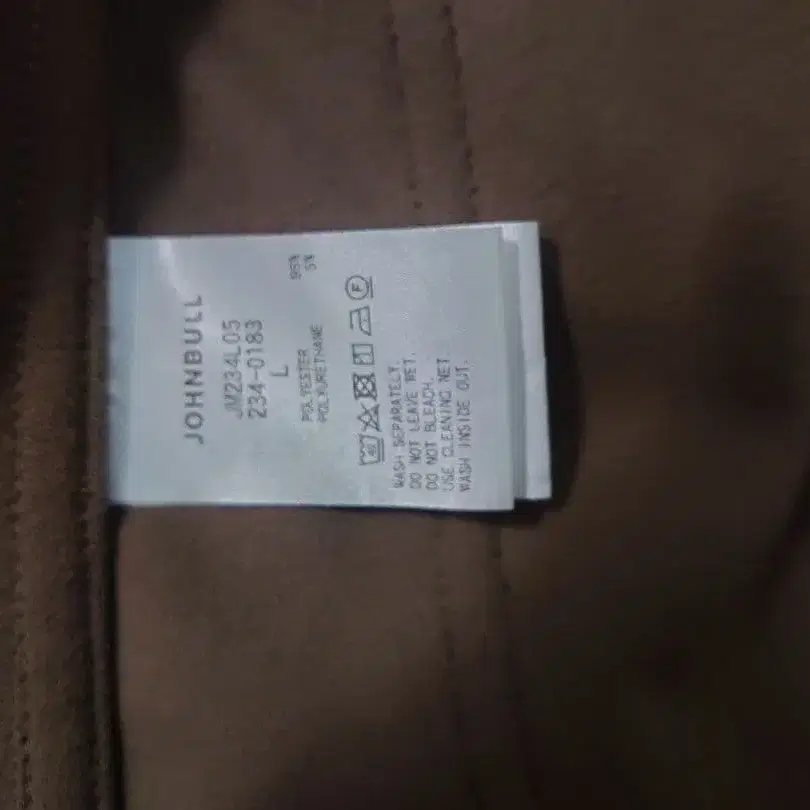 JOHNBULL
JM234L05
234-0183
L
POLYESTER 95%
POLYURETHANE 5%
WASH SEPARATELY.
DO NOT LEAVE WET.
DO NOT BLEACH.
USE CLEANING NET.
WASH INSIDE OUT.